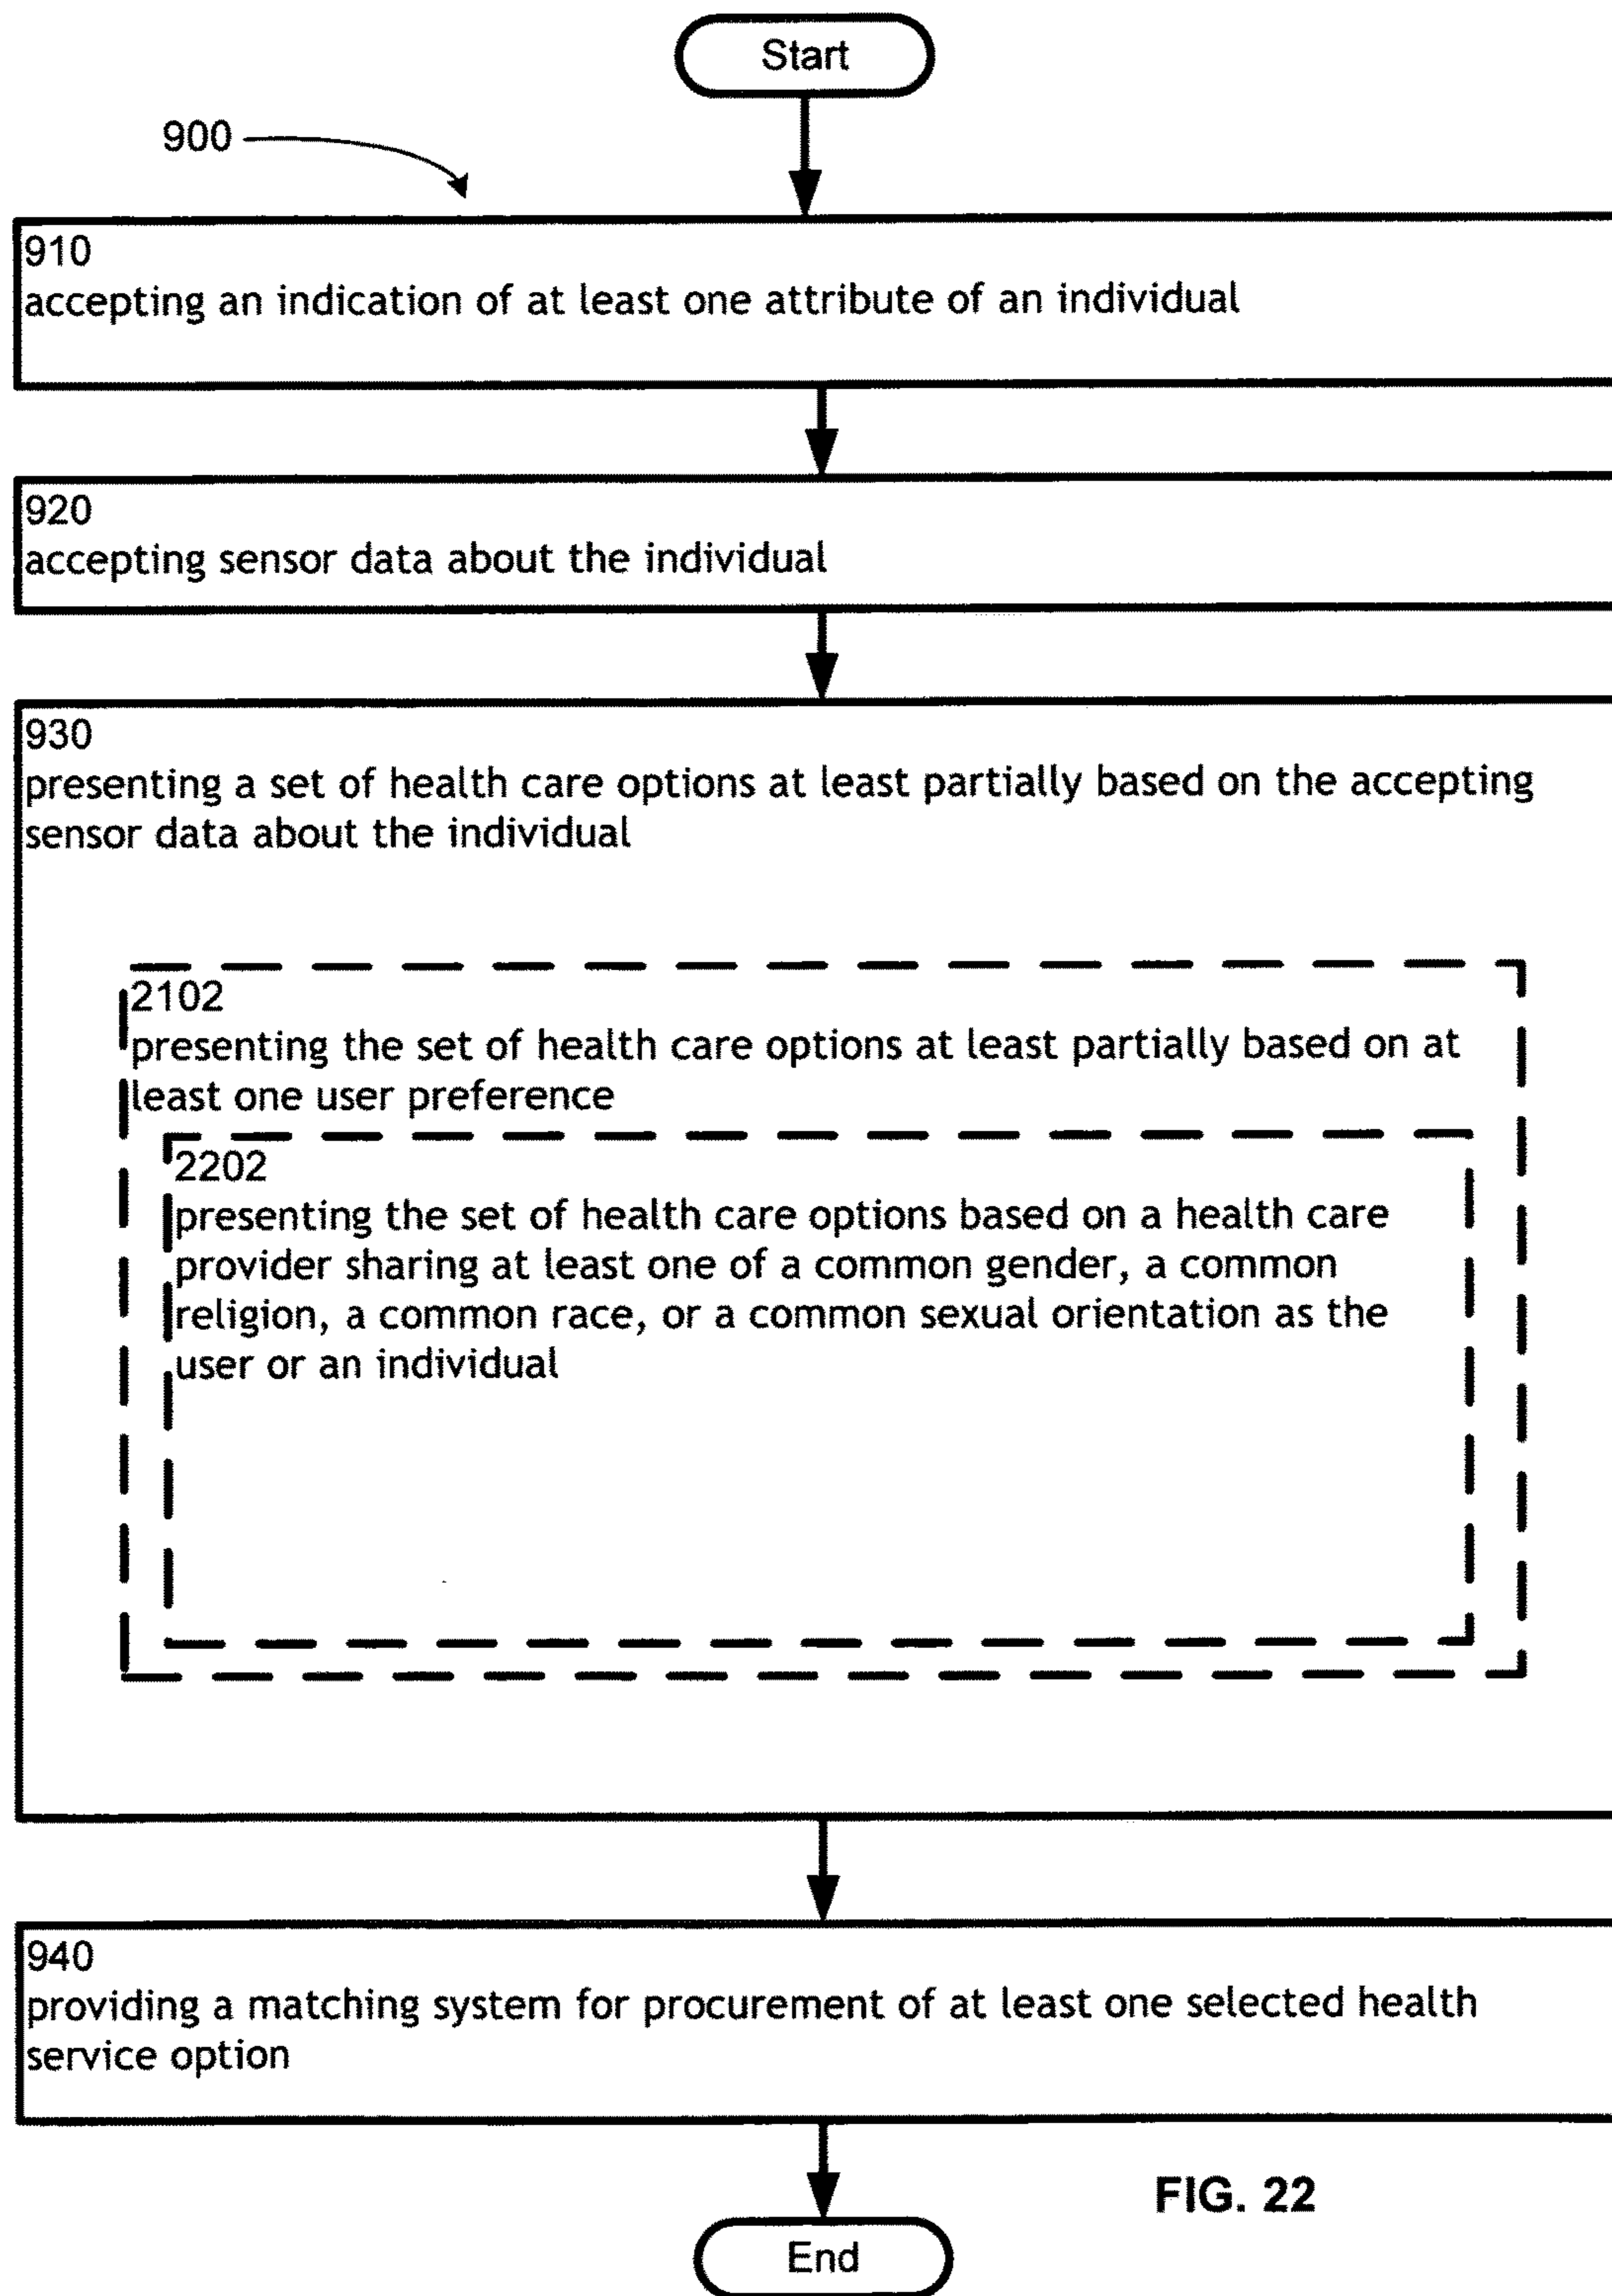 Start
900
910
accepting an indication of at least one attribute of an individual
920
accepting sensor data about the individual
930
presenting a set of health care options at least partially based on the accepting
sensor data about the individual
2102
presenting the set of health care options at least partially based on at
least one user preference
2202
presenting the set of health care options based on a health care
provider sharing at least one of a common gender, a common
religion, a common race, or a common sexual orientation as the
user or an individual
940
providing a matching system for procurement of at least one selected health
service option
FIG. 22
End